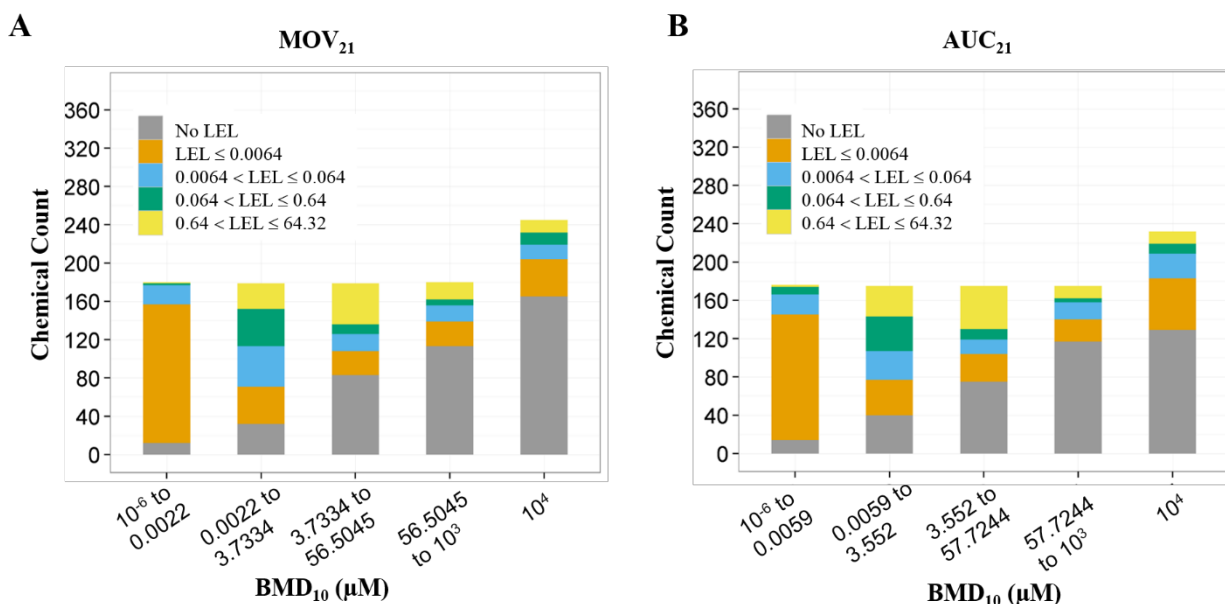 A
MOV₂₁
Chemical Count
360
320
280
240
200
160
120
80
40
0
No LEL
LEL ≤ 0.0064
0.0064 < LEL ≤ 0.064
0.064 < LEL ≤ 0.64
0.64 < LEL ≤ 64.32
10⁻⁶ to
0.0022
0.0022 to
3.7334
3.7334 to
56.5045
56.5045
to 10³
10⁴
BMD₁₀ (µM)
B
AUC₂₁
Chemical Count
360
320
280
240
200
160
120
80
40
0
No LEL
LEL ≤ 0.0064
0.0064 < LEL ≤ 0.064
0.064 < LEL ≤ 0.64
0.64 < LEL ≤ 64.32
10⁻⁶ to
0.0059
0.0059 to
3.552
3.552 to
57.7244
57.7244
to 10³
10⁴
BMD₁₀ (µM)